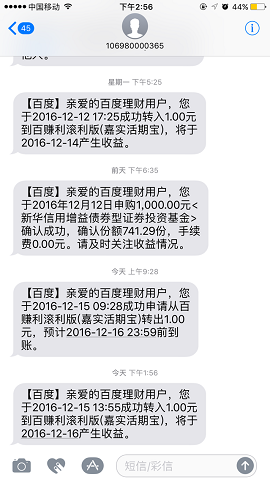 中国移动 下午2:56
45
106980000365
星期一 下午5:25
【百度】亲爱的百度理财用户，您
于2016-12-12 17:25成功转入1.00元
到百赚利滚利版(嘉实活期宝)，将于
2016-12-14产生收益。
前天 下午6:35
【百度】亲爱的百度理财用户，您
于2016年12月12日申购1,000.00元<
新华信用增益债券型证券投资基金>
确认成功，确认份额741.29份，手续
费0.00元。请及时关注收益情况。
今天 上午9:28
【百度】亲爱的百度理财用户，您
于2016-12-15 09:28成功申请从百
赚利滚利版(嘉实活期宝)转出1.00
元，预计2016-12-16 23:59前到
账。
今天 下午1:56
【百度】亲爱的百度理财用户，您
于2016-12-15 13:55成功转入1.00元
到百赚利滚利版(嘉实活期宝)，将于
2016-12-16产生收益。
短信/彩信